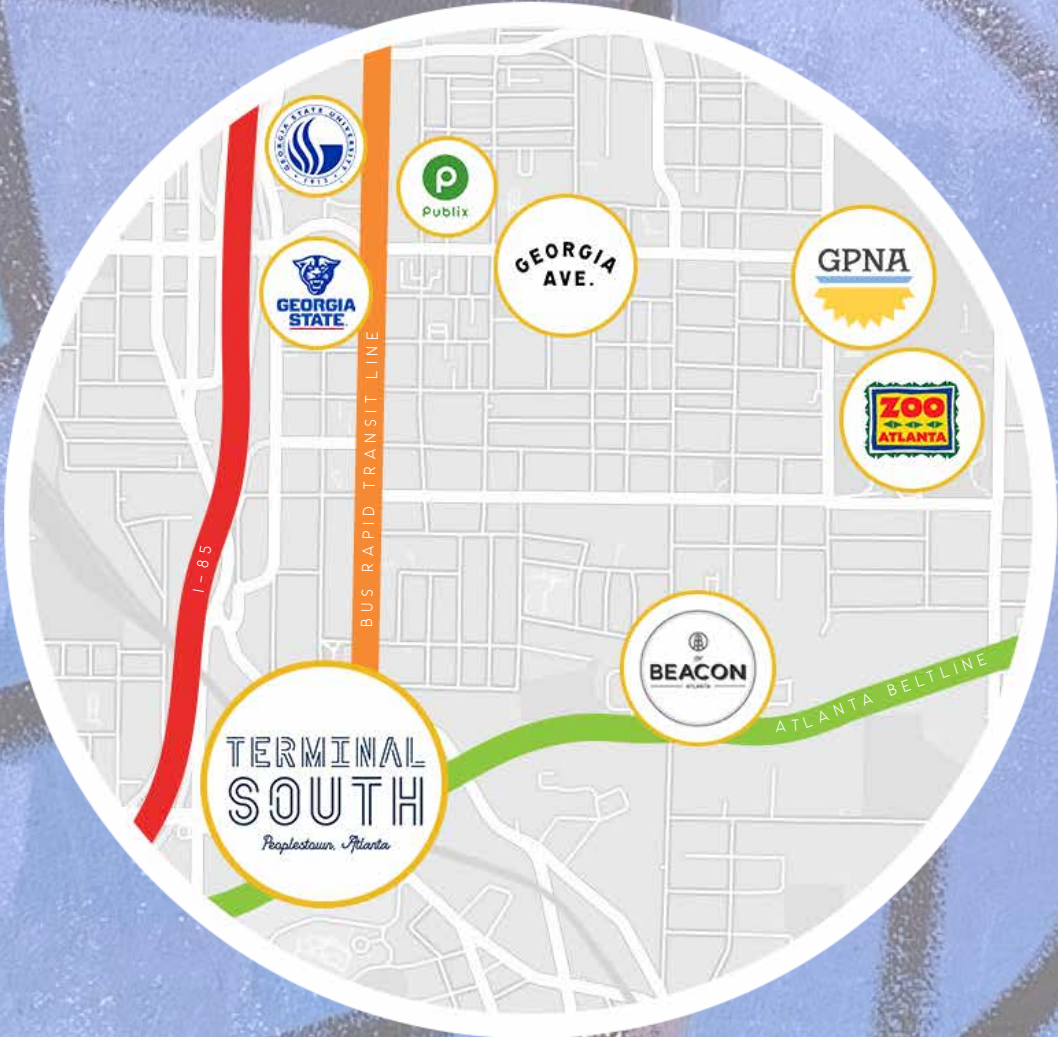 GEORGIA STATE UNIVERSITY
1913
Publix
GEORGIA
AVE.
GPNA
GEORGIA
STATE
ZOO
ATLANTA
BUS RAPID TRANSIT LINE
I-85
THE
BEACON
ATLANTA
ATLANTA BELTLINE
TERMINAL
SOUTH
Peoplestown, Atlanta